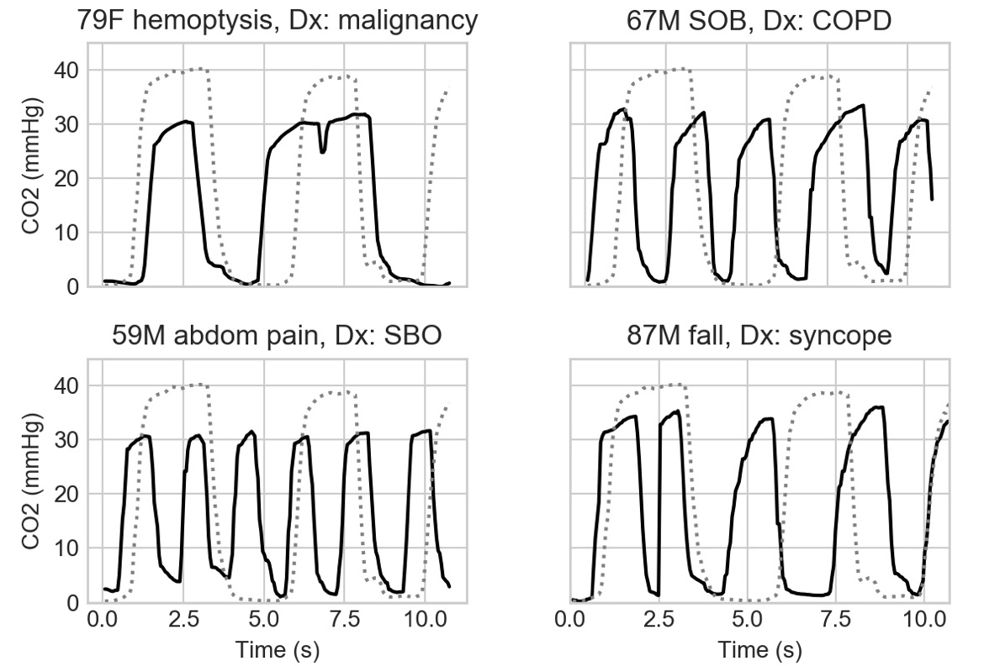 79F hemoptysis, Dx: malignancy
67M SOB, Dx: COPD
CO2 (mmHg)
40
30
20
10
0
59M abdom pain, Dx: SBO
87M fall, Dx: syncope
CO2 (mmHg)
40
30
20
10
0
0.0 2.5 5.0 7.5 10.0
0.0 2.5 5.0 7.5 10.0
Time (s)
Time (s)